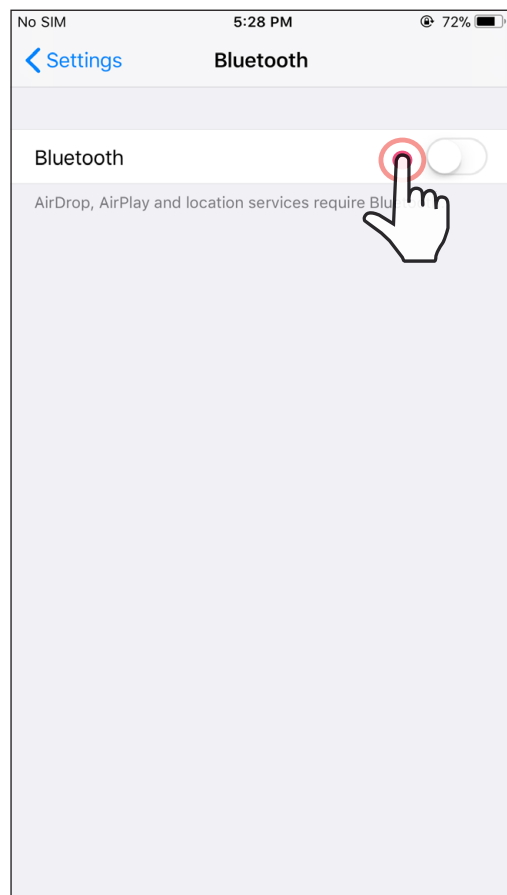 No SIM 5:28 PM 72%
Settings Bluetooth
Bluetooth
AirDrop, AirPlay and location services require